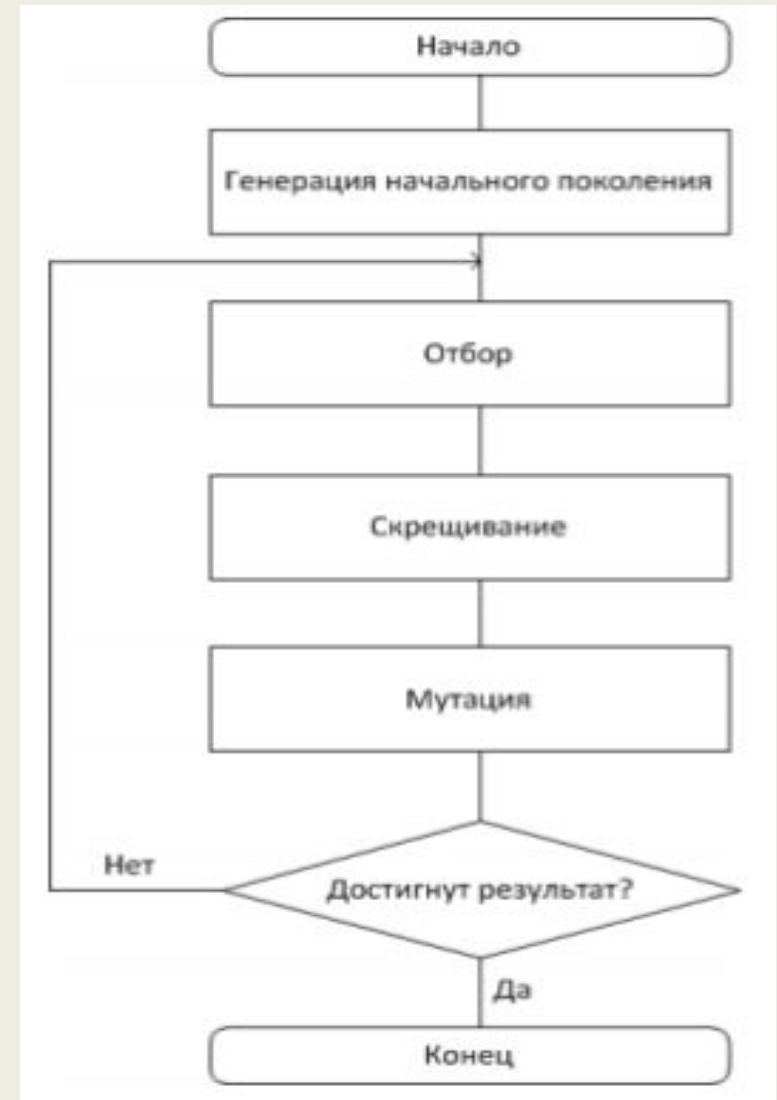 Начало
Генерация начального поколения
Отбор
Скрещивание
Мутация
Нет
Достигнут результат?
Да
Конец